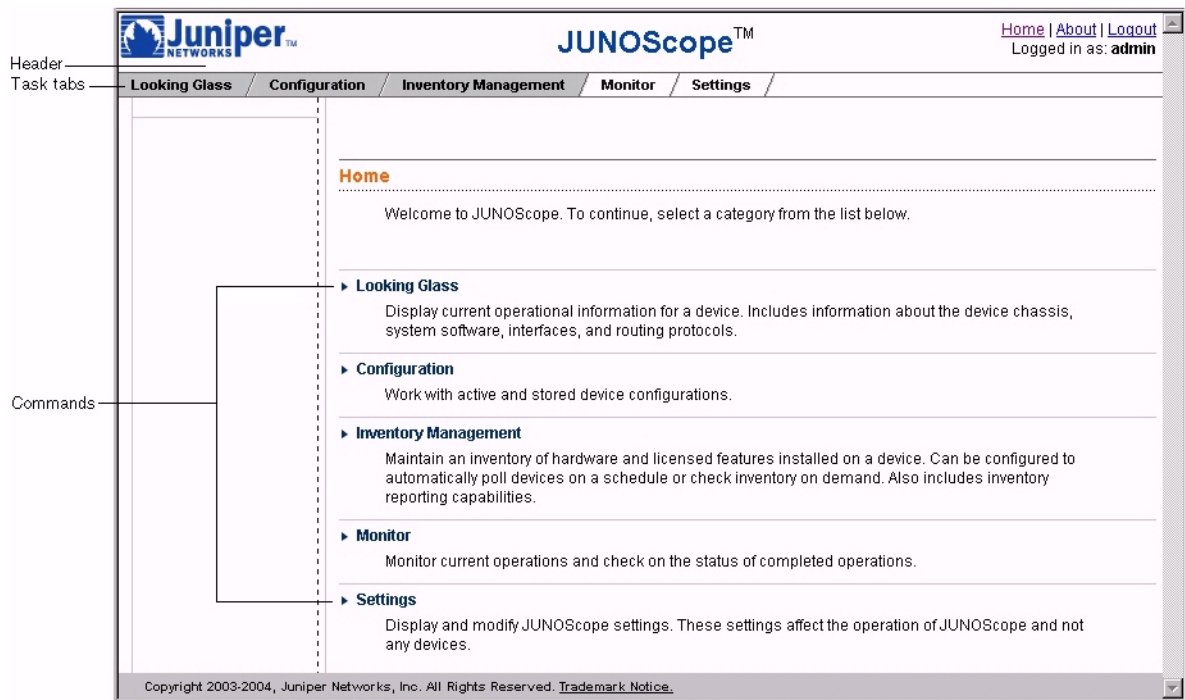 Juniper™
NETWORKS
JUNOScope™
Home | About | Logout
Logged in as: admin
Header
Task tabs
Looking Glass / Configuration / Inventory Management / Monitor / Settings /
Home
Welcome to JUNOScope. To continue, select a category from the list below.
Commands
Looking Glass
Display current operational information for a device. Includes information about the device chassis,
system software, interfaces, and routing protocols.
Configuration
Work with active and stored device configurations.
Inventory Management
Maintain an inventory of hardware and licensed features installed on a device. Can be configured to
automatically poll devices on a schedule or check inventory on demand. Also includes inventory
reporting capabilities.
Monitor
Monitor current operations and check on the status of completed operations.
Settings
Display and modify JUNOScope settings. These settings affect the operation of JUNOScope and not
any devices.
Copyright 2003-2004, Juniper Networks, Inc. All Rights Reserved. Trademark Notice.